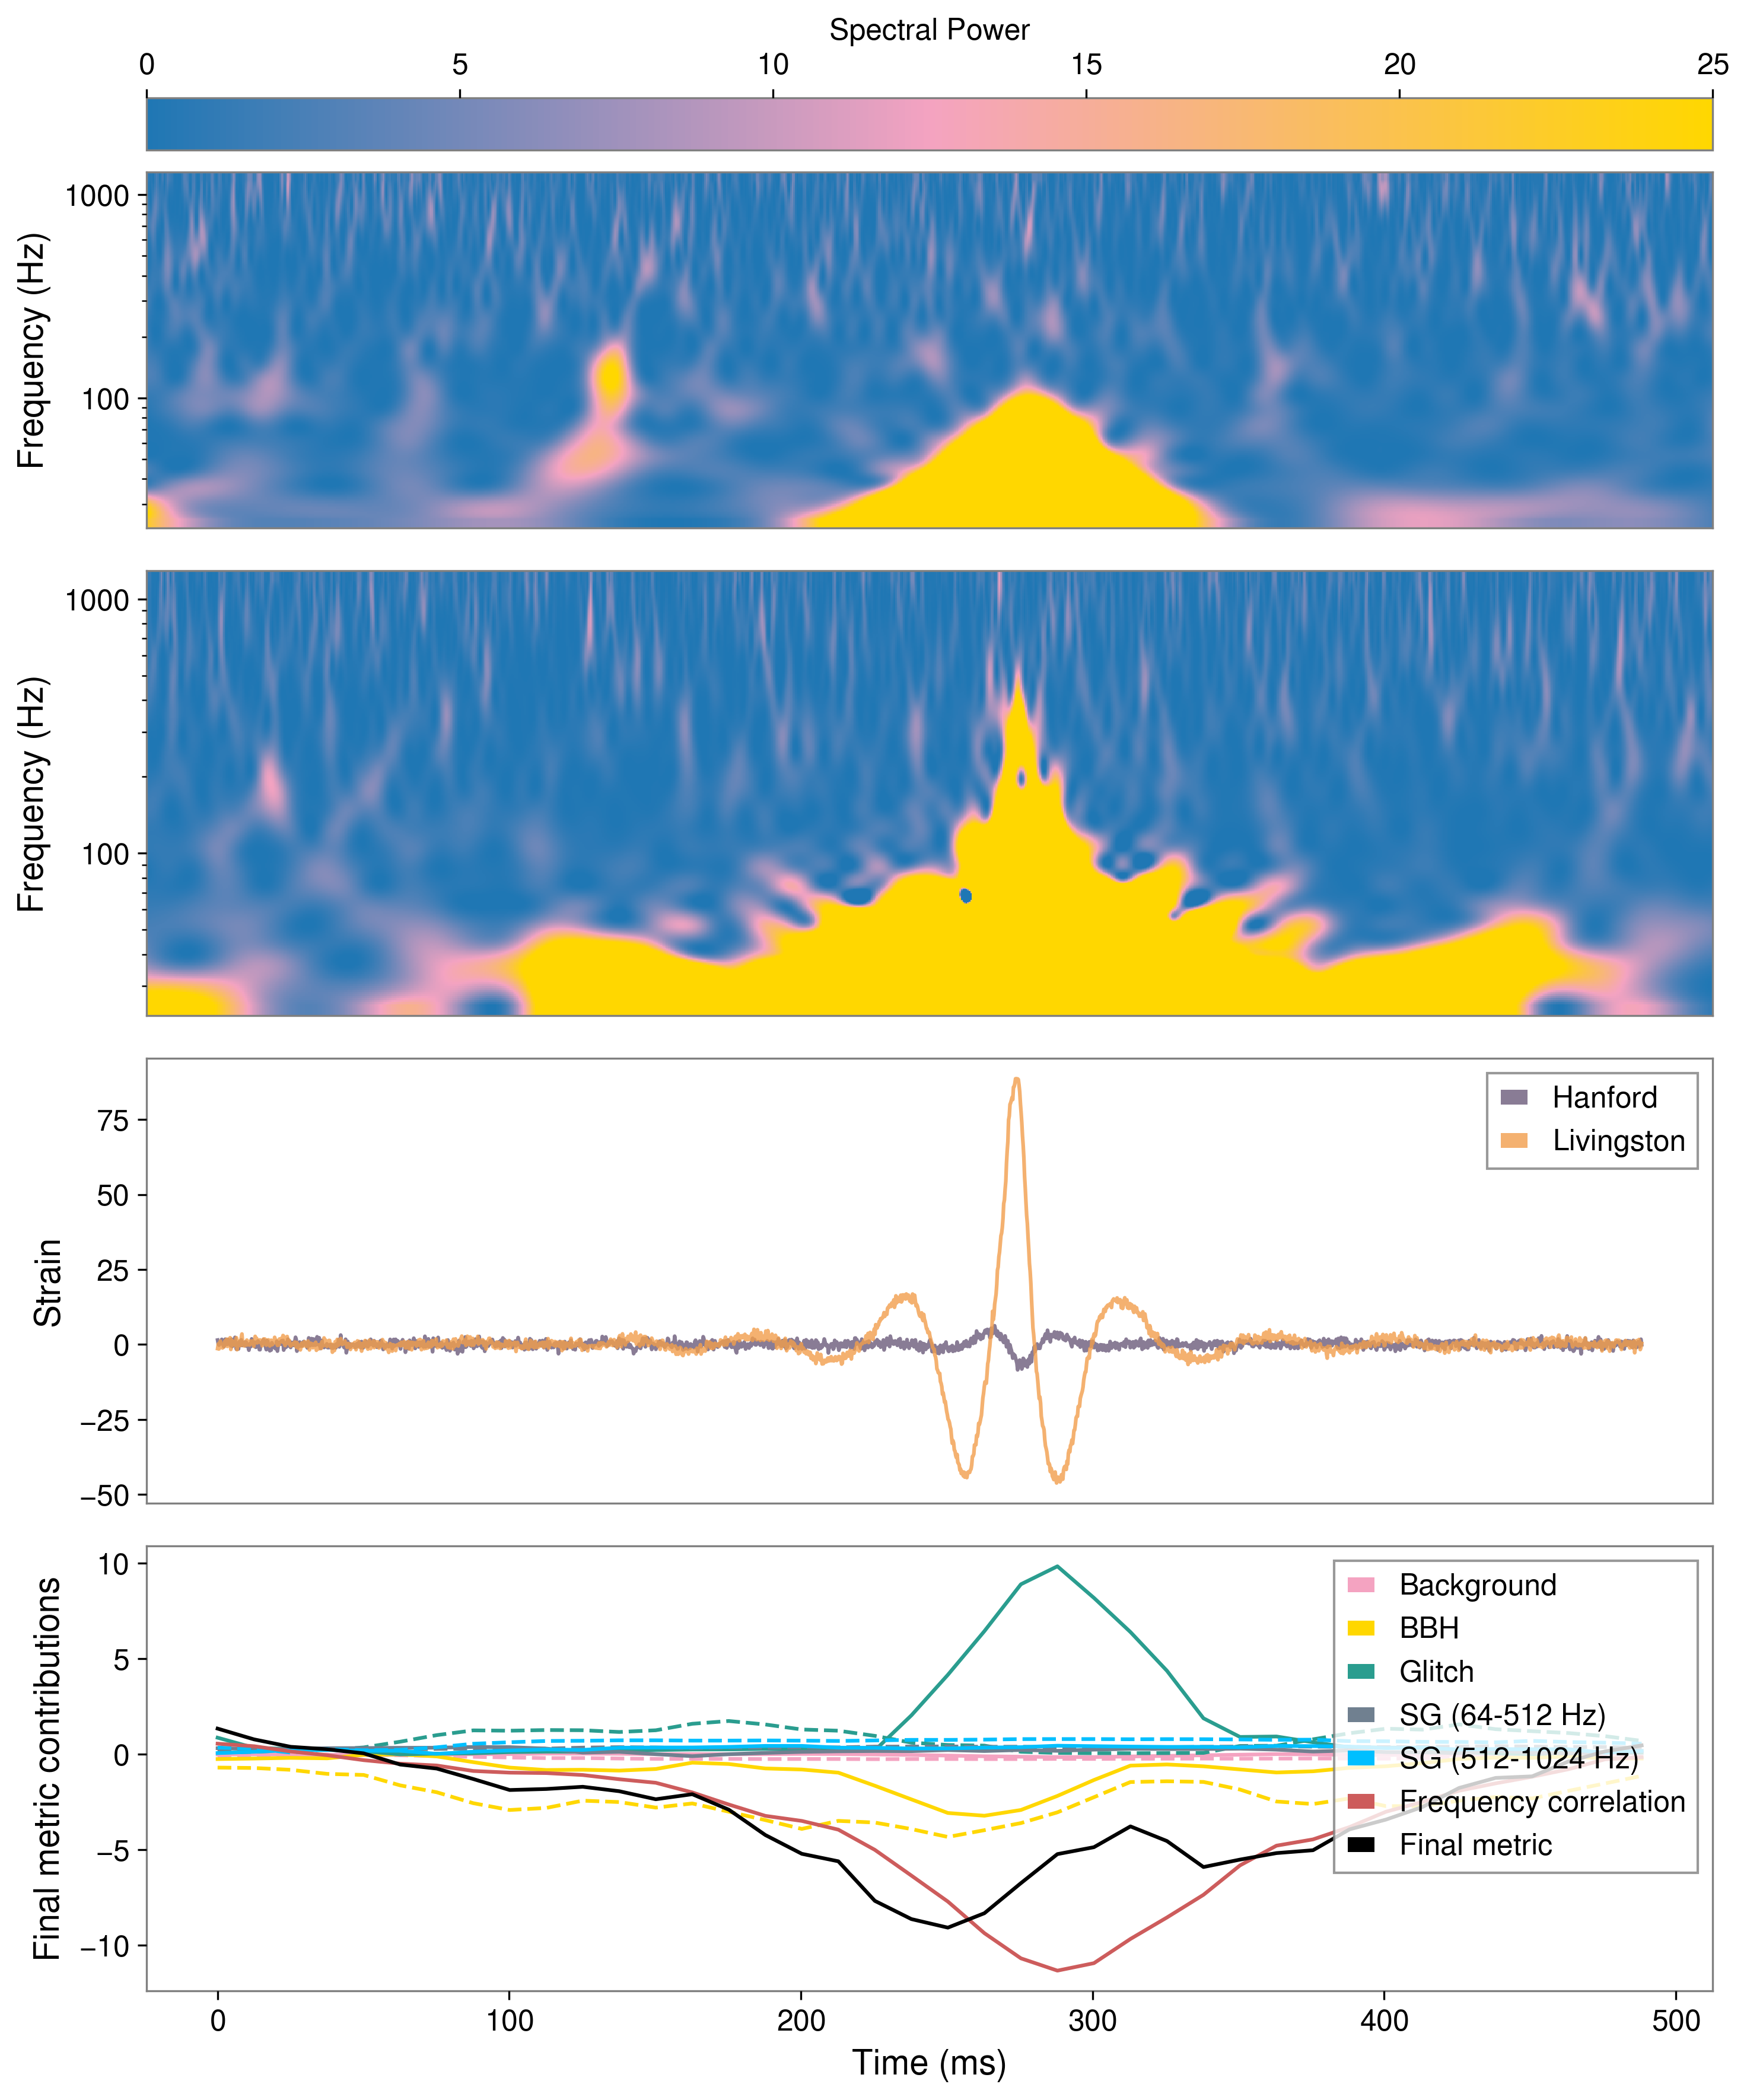 Spectral Power
0 5 10 15 20 25
1000
100
Frequency (Hz)
1000
100
Frequency (Hz)
75
50
25
0
−25
−50
Strain
Hanford
Livingston
10
5
0
−5
−10
Final metric contributions
Background
BBH
Glitch
SG (64-512 Hz)
SG (512-1024 Hz)
Frequency correlation
Final metric
0 100 200 300 400 500
Time (ms)